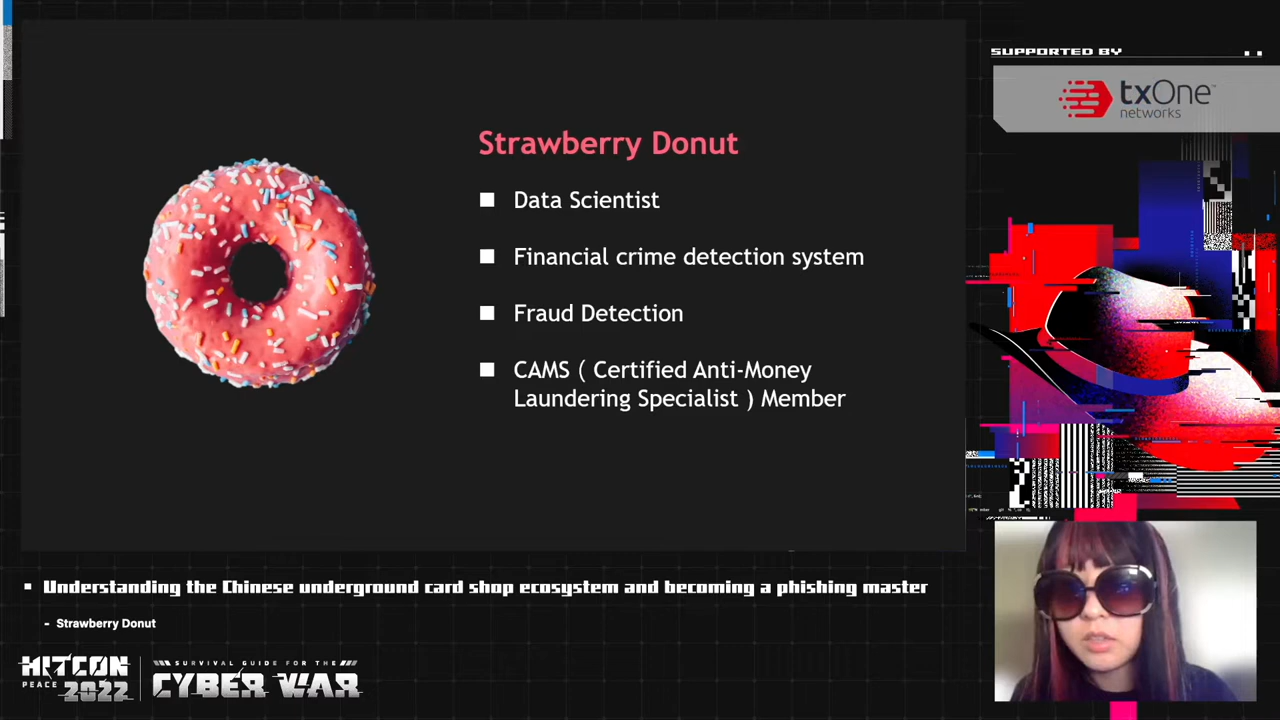 SUPPORTED BY
txOne
networks
Strawberry Donut
Data Scientist
Financial crime detection system
Fraud Detection
CAMS ( Certified Anti-Money
Laundering Specialist ) Member
Understanding the Chinese underground card shop ecosystem and becoming a phishing master
- Strawberry Donut
HITCON
PEACE 2022
SURVIVAL GUIDE FOR THE
CYBER WAR